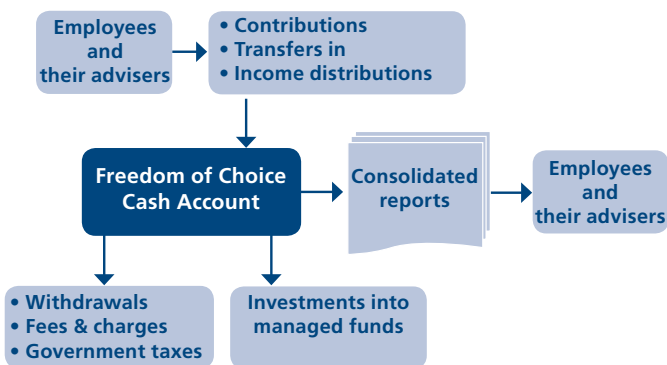 Employees
and
their advisers
• Contributions
• Transfers in
• Income distributions
Freedom of Choice
Cash Account
Consolidated
reports
Employees
and
their advisers
• Withdrawals
• Fees & charges
• Government taxes
Investments into
managed funds